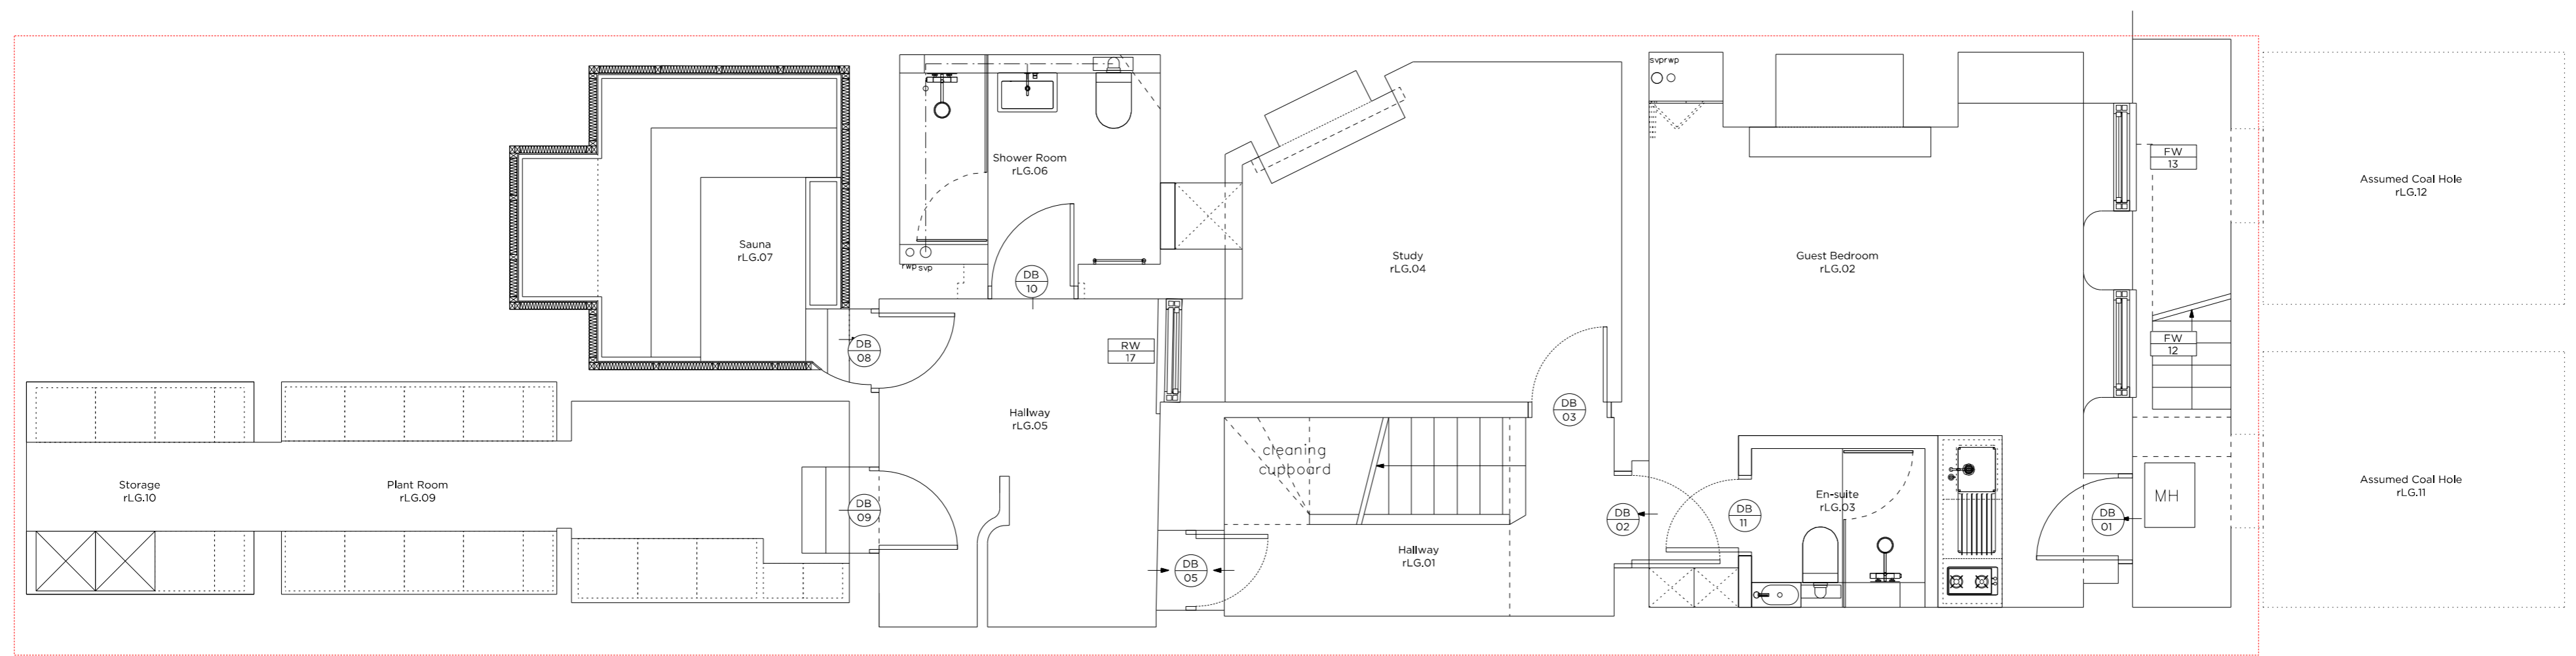 svprwp
Shower Room
rLG.06
FW
13
Assumed Coal Hole
rLG.12
Sauna
rLG.07
rwp svp
DB
10
Study
rLG.04
Guest Bedroom
rLG.02
DB
08
RW
17
FW
12
Hallway
rLG.05
DB
03
cleaning
cupboard
Storage
rLG.10
Plant Room
rLG.09
DB
09
En-suite
rLG.03
DB
02
DB
11
DB
01
MH
Assumed Coal Hole
rLG.11
Hallway
rLG.01
DB
05